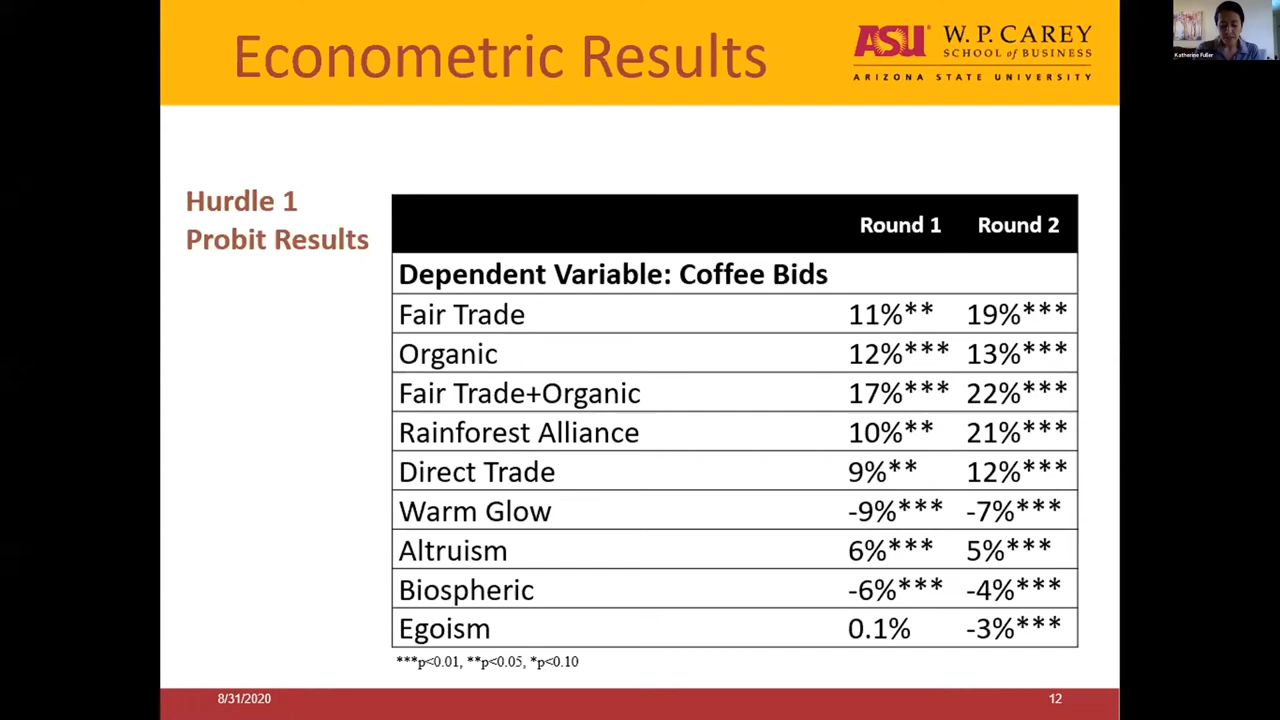 Econometric Results
ASU W. P. CAREY
SCHOOL of BUSINESS
ARIZONA STATE UNIVERSITY
Katherine Fuller
Hurdle 1
Probit Results
Round 1 Round 2
Dependent Variable: Coffee Bids
Fair Trade 11%** 19%***
Organic 12%*** 13%***
Fair Trade+Organic 17%*** 22%***
Rainforest Alliance 10%** 21%***
Direct Trade 9%** 12%***
Warm Glow -9%*** -7%***
Altruism 6%*** 5%***
Biospheric -6%*** -4%***
Egoism 0.1% -3%***
***p<0.01, **p<0.05, *p<0.10
8/31/2020 12